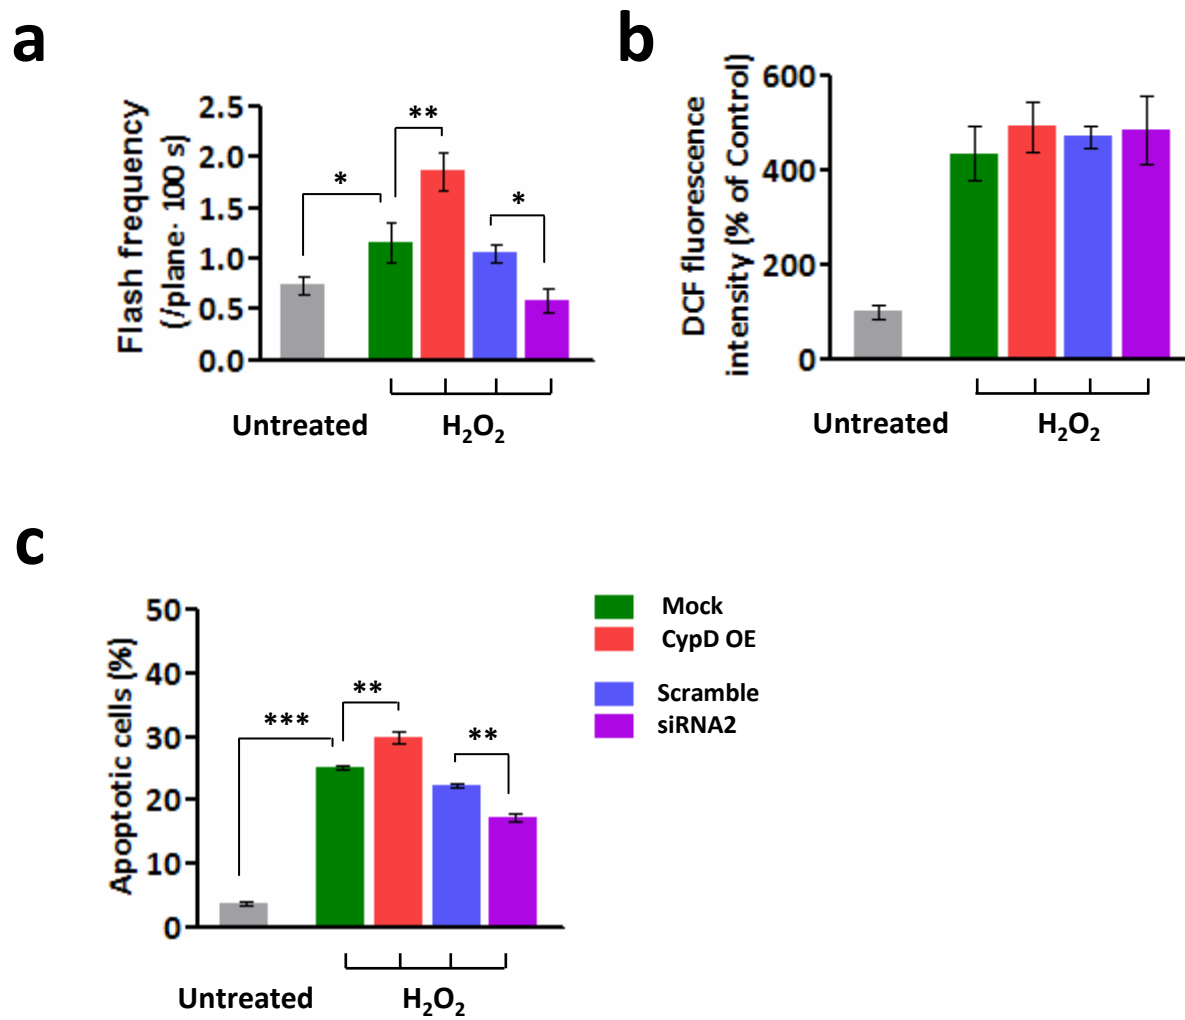 a
Flash frequency
(/plane· 100 s)
2.5
2.0
1.5
1.0
0.5
0.0
*
**
*
Untreated
H₂O₂
b
DCF fluorescence
intensity (% of Control)
600
400
200
0
Untreated
H₂O₂
c
Apoptotic cells (%)
50
40
30
20
10
0
***
**
**
Untreated
H₂O₂
Mock
CypD OE
Scramble
siRNA2